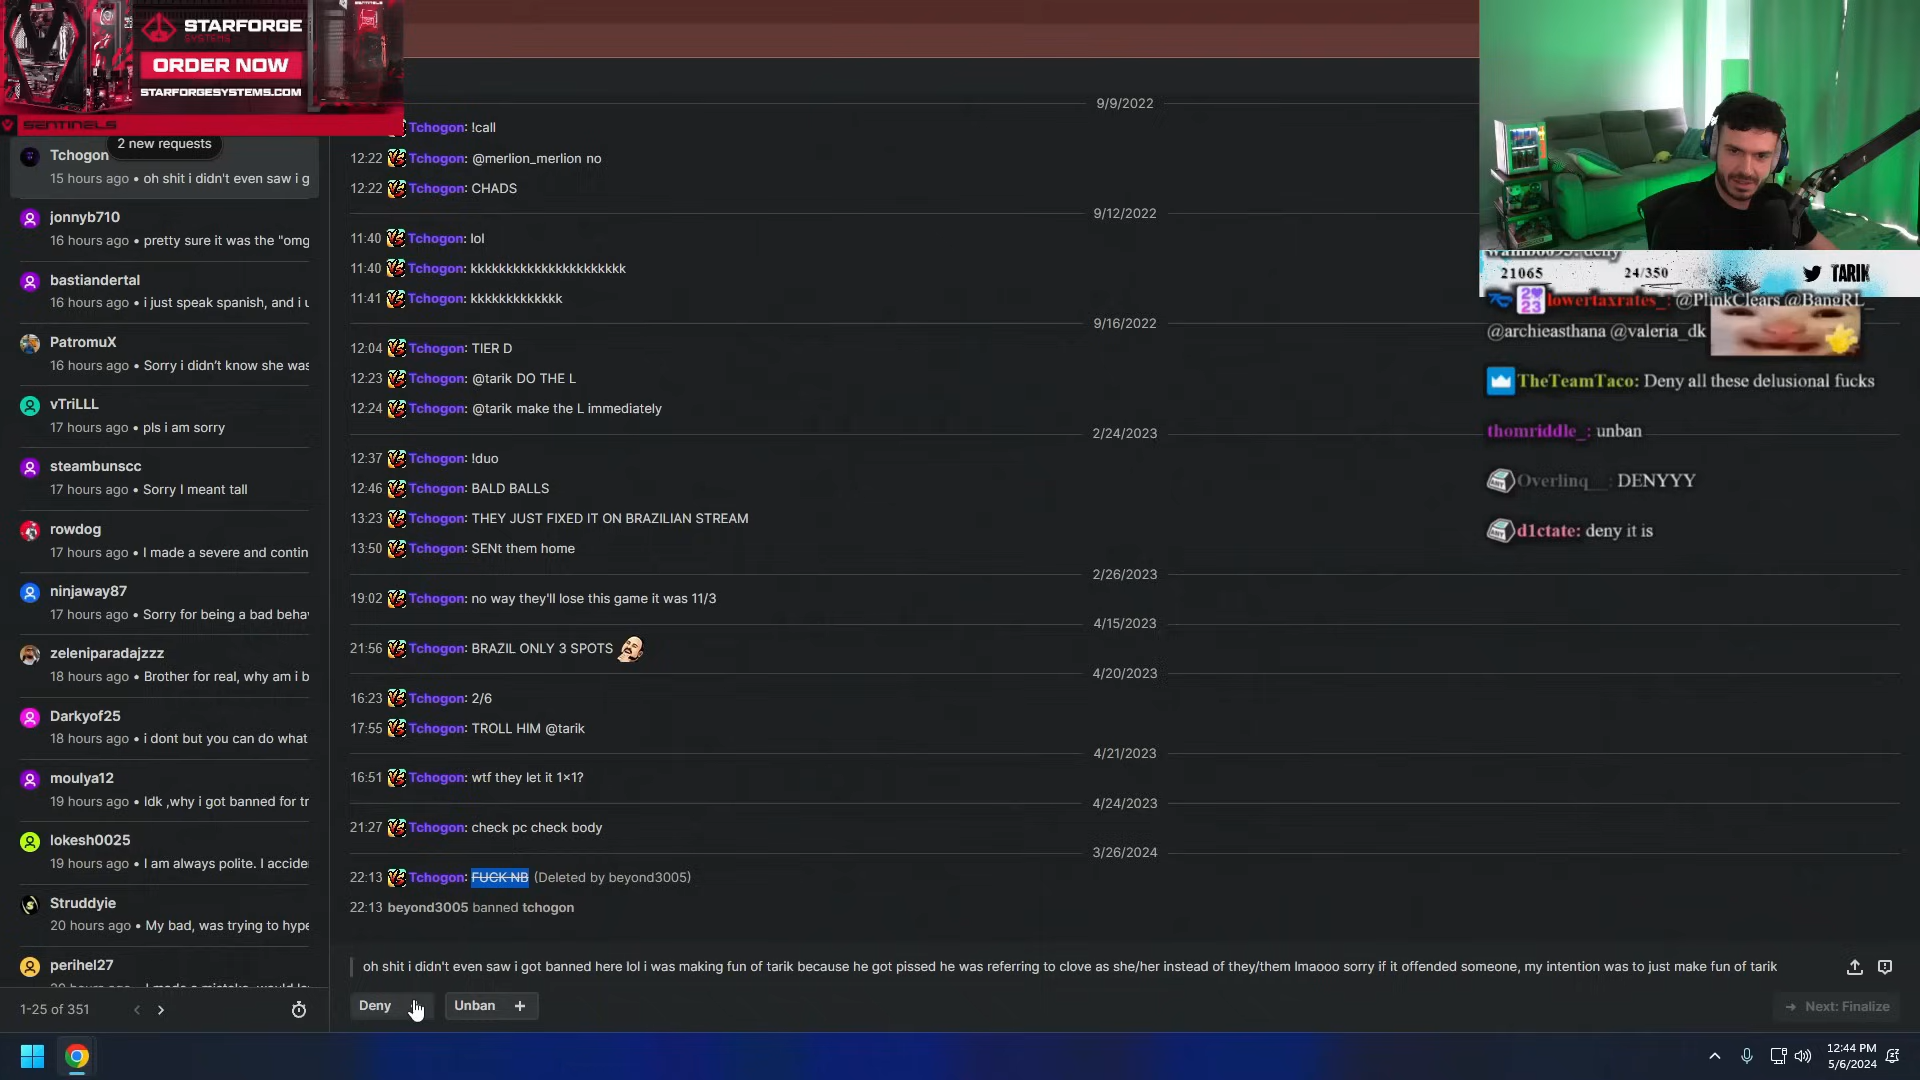 STARFORGE
SYSTEMS
ORDER NOW
STARFORGESYSTEMS.COM
SENTINELS
2 new requests
Tchogon
15 hours ago • oh shit i didn't even saw i g
jonnyb710
16 hours ago • pretty sure it was the "omg
bastiandertal
16 hours ago • i just speak spanish, and i u
PatromuX
16 hours ago • Sorry i didn't know she was
vTriLLL
17 hours ago • pls i am sorry
steambunscc
17 hours ago • Sorry I meant tall
rowdog
17 hours ago • I made a severe and contin
ninjaway87
17 hours ago • Sorry for being a bad beha
zeleniparadajzzz
18 hours ago • Brother for real, why am i b
Darkyof25
18 hours ago • i dont but you can do what
moulya12
19 hours ago • Idk ,why i got banned for tr
lokesh0025
19 hours ago • I am always polite. I accide
Struddyie
20 hours ago • My bad, was trying to hype
perihel27
1-25 of 351
9/9/2022
Tchogon: !call
12:22 Tchogon: @merlion_merlion no
12:22 Tchogon: CHADS
9/12/2022
11:40 Tchogon: lol
11:40 Tchogon: kkkkkkkkkkkkkkkkkkkkkk
11:41 Tchogon: kkkkkkkkkkkkk
9/16/2022
12:04 Tchogon: TIER D
12:23 Tchogon: @tarik DO THE L
12:24 Tchogon: @tarik make the L immediately
2/24/2023
12:37 Tchogon: !duo
12:46 Tchogon: BALD BALLS
13:23 Tchogon: THEY JUST FIXED IT ON BRAZILIAN STREAM
13:50 Tchogon: SENt them home
2/26/2023
19:02 Tchogon: no way they'll lose this game it was 11/3
4/15/2023
21:56 Tchogon: BRAZIL ONLY 3 SPOTS
4/20/2023
16:23 Tchogon: 2/6
17:55 Tchogon: TROLL HIM @tarik
4/21/2023
16:51 Tchogon: wtf they let it 1x1?
4/24/2023
21:27 Tchogon: check pc check body
3/26/2024
22:13 Tchogon: FUCK NB (Deleted by beyond3005)
22:13 beyond3005 banned tchogon
oh shit i didn't even saw i got banned here lol i was making fun of tarik because he got pissed he was referring to clove as she/her instead of they/them lmaooo sorry if it offended someone, my intention was to just make fun of tarik
Deny
Unban +
Next: Finalize
21065 24/350 TARIK
lowertaxrates_: @PlinkClears @BangRL_
@archieasthana @valeria_dk
TheTeamTaco: Deny all these delusional fucks
thomriddle_: unban
Overlinq__: DENYYY
d1ctate: deny it is
12:44 PM
5/6/2024